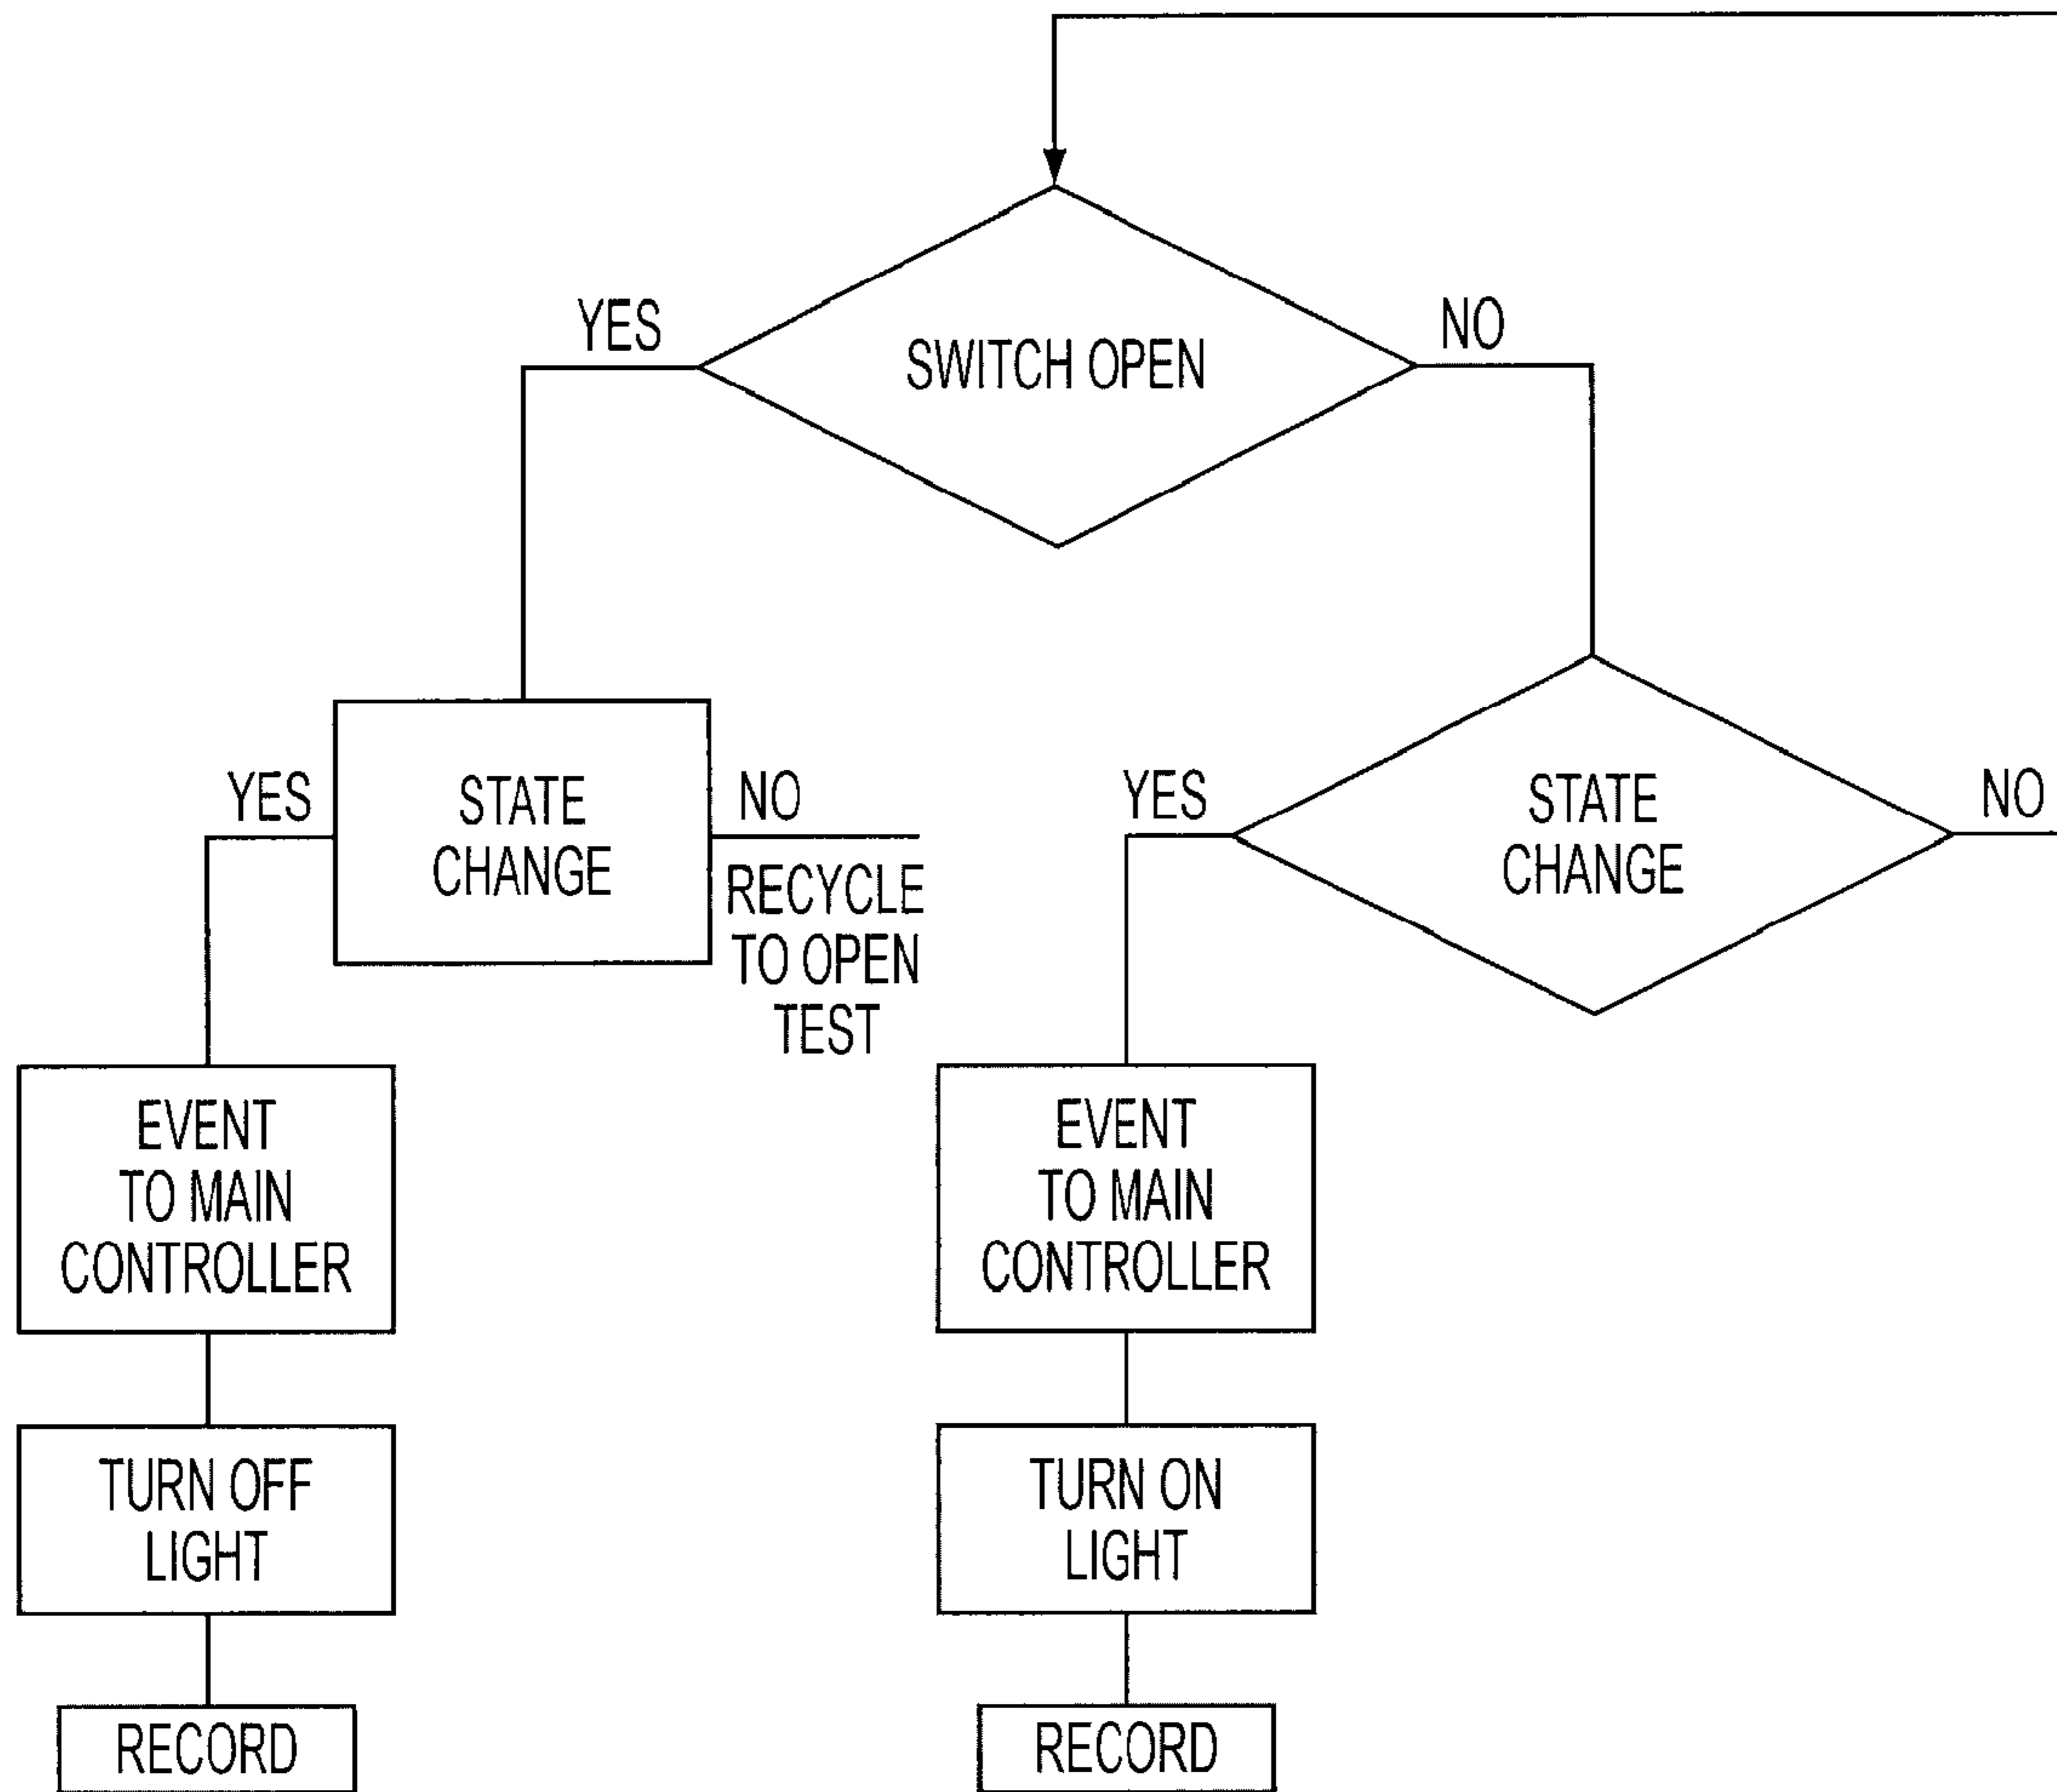 YES
SWITCH OPEN
NO
YES
STATE
CHANGE
NO
RECYCLE
TO OPEN
TEST
YES
STATE
CHANGE
NO
EVENT
TO MAIN
CONTROLLER
EVENT
TO MAIN
CONTROLLER
TURN OFF
LIGHT
TURN ON
LIGHT
RECORD
RECORD